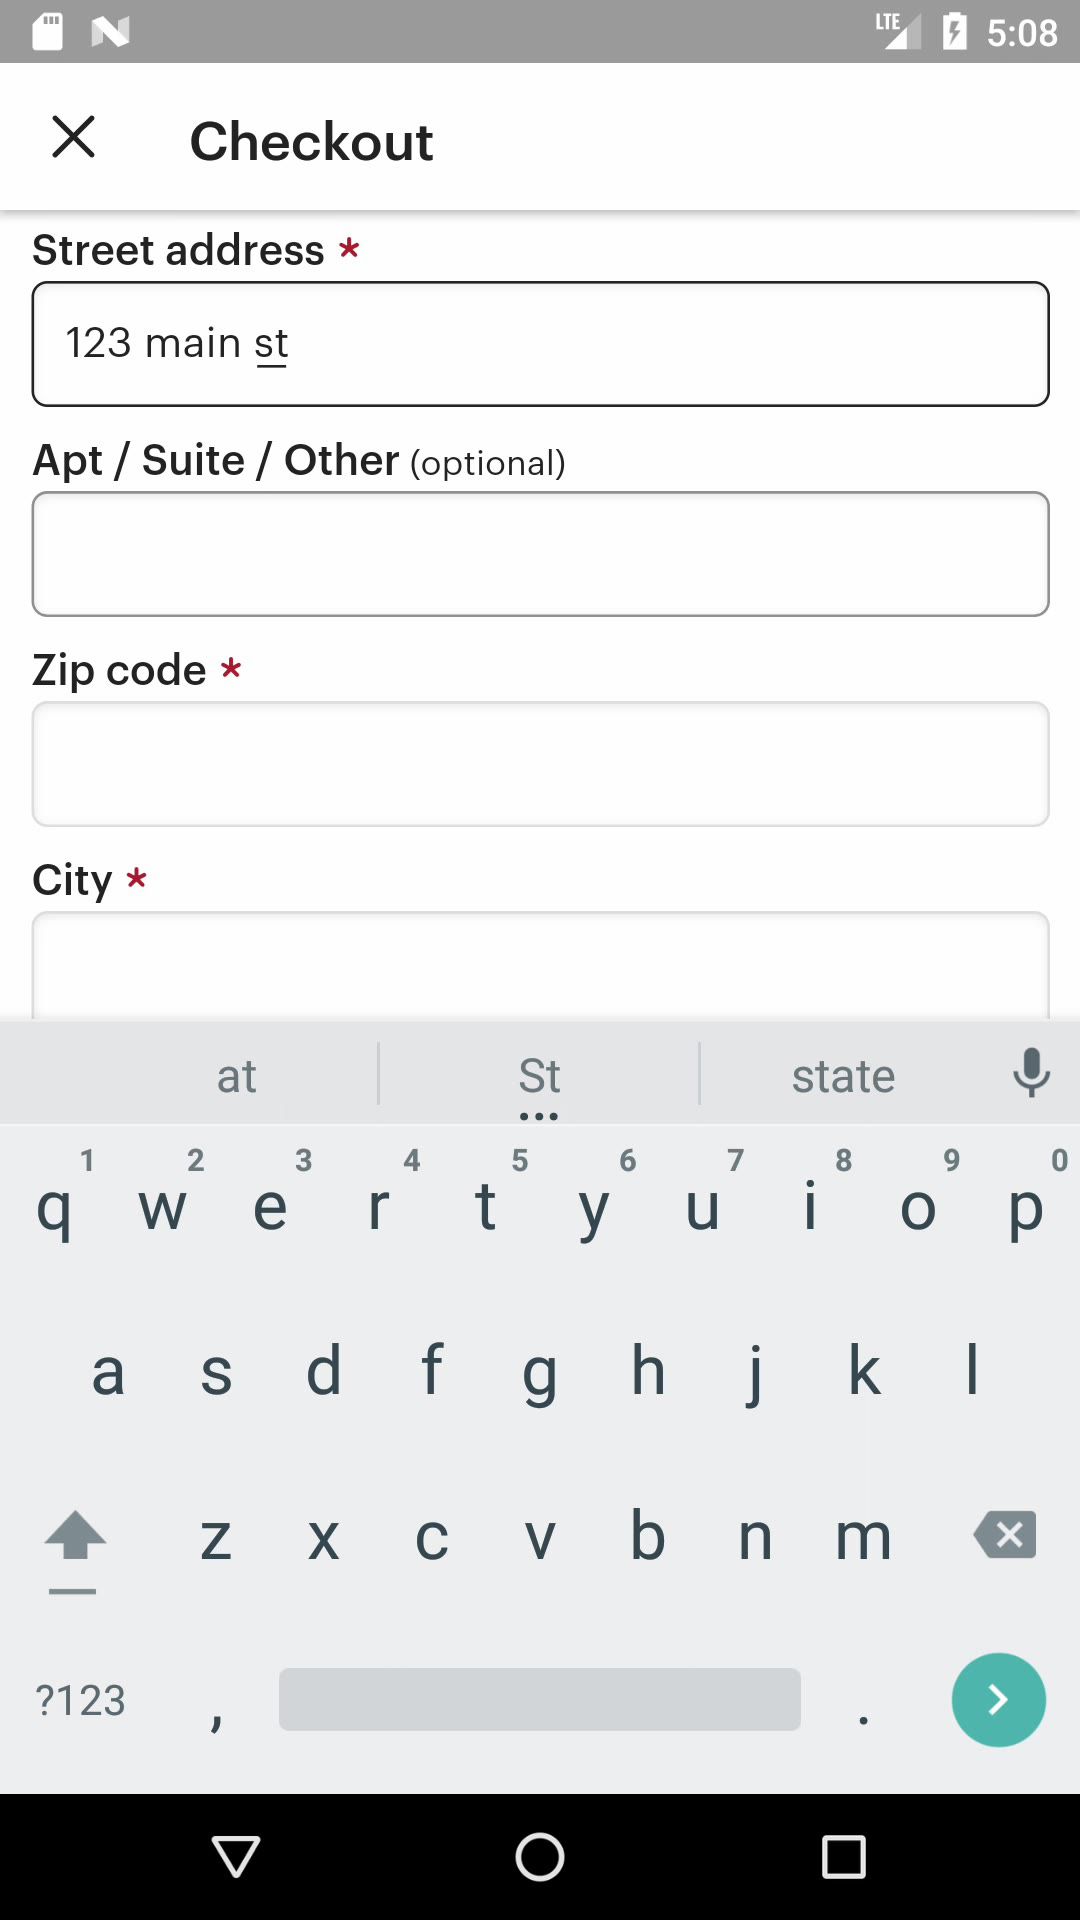 LTE 5:08
Checkout
Street address *
123 main st
Apt / Suite / Other (optional)
Zip code *
City *
at St state
1 2 3 4 5 6 7 8 9 0
q w e r t y u i o p
a s d f g h j k l
z x c v b n m
?123 , .